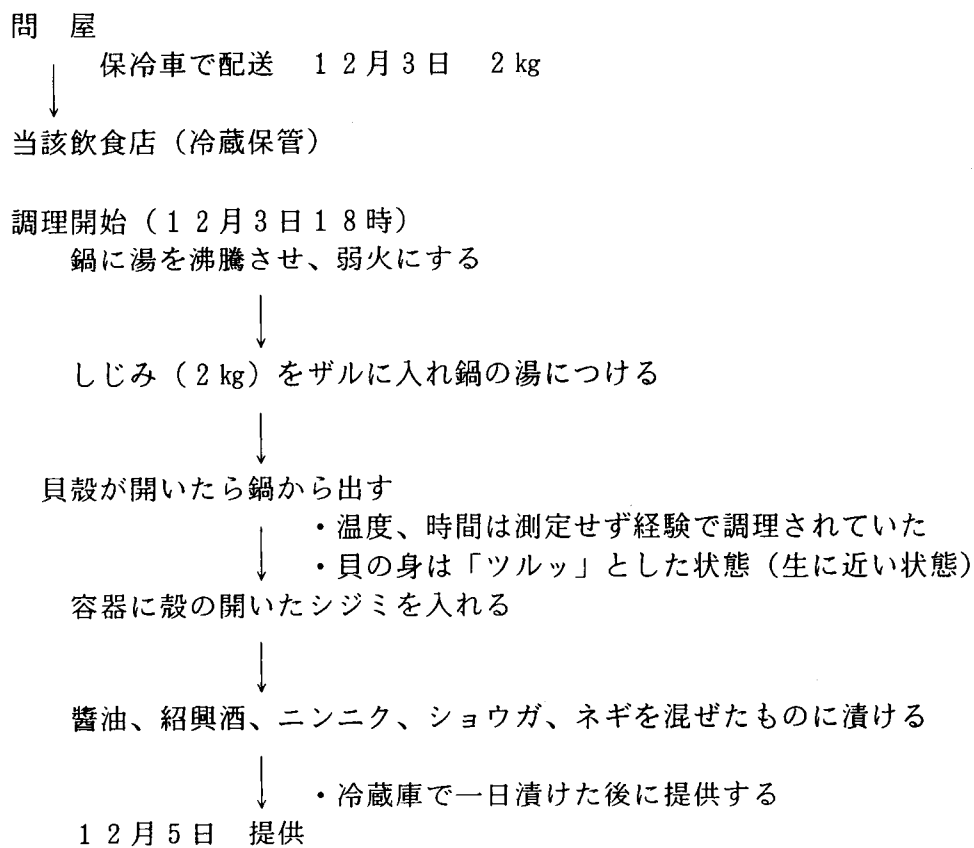 問　屋
保冷車で配送　１２月３日　２kg
当該飲食店（冷蔵保管）
調理開始（１２月３日１８時）
鍋に湯を沸騰させ、弱火にする
しじみ（２kg）をザルに入れ鍋の湯につける
貝殻が開いたら鍋から出す
・温度、時間は測定せず経験で調理されていた
・貝の身は「ツルッ」とした状態（生に近い状態）
容器に殻の開いたシジミを入れる
醬油、紹興酒、ニンニク、ショウガ、ネギを混ぜたものに漬ける
・冷蔵庫で一日漬けた後に提供する
１２月５日　提供